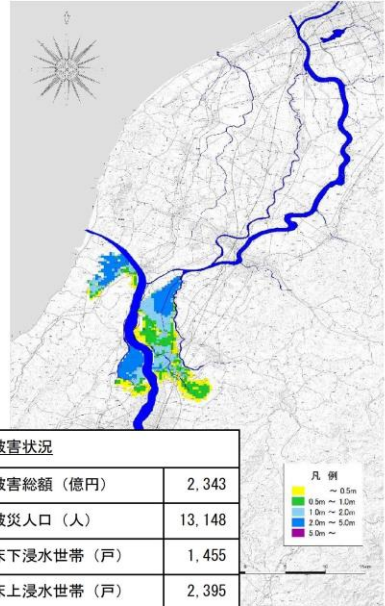 被害状況
被害総額（億円） 2,343
被災人口（人） 13,148
床下浸水世帯（戸） 1,455
床上浸水世帯（戸） 2,395
凡 例
～ 0.5m
0.5m ～ 1.0m
1.0m ～ 2.0m
2.0m ～ 5.0m
5.0m ～